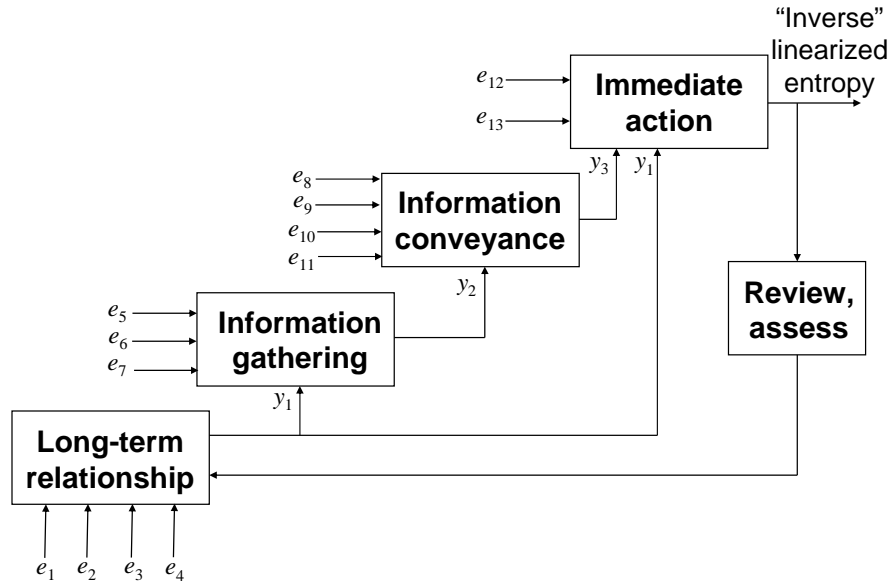 “Inverse”
linearized
entropy
e12
e13
Immediate
action
y3
y1
e8
e9
e10
e11
Information
conveyance
y2
Review,
assess
e5
e6
e7
Information
gathering
y1
Long-term
relationship
e1 e2 e3 e4